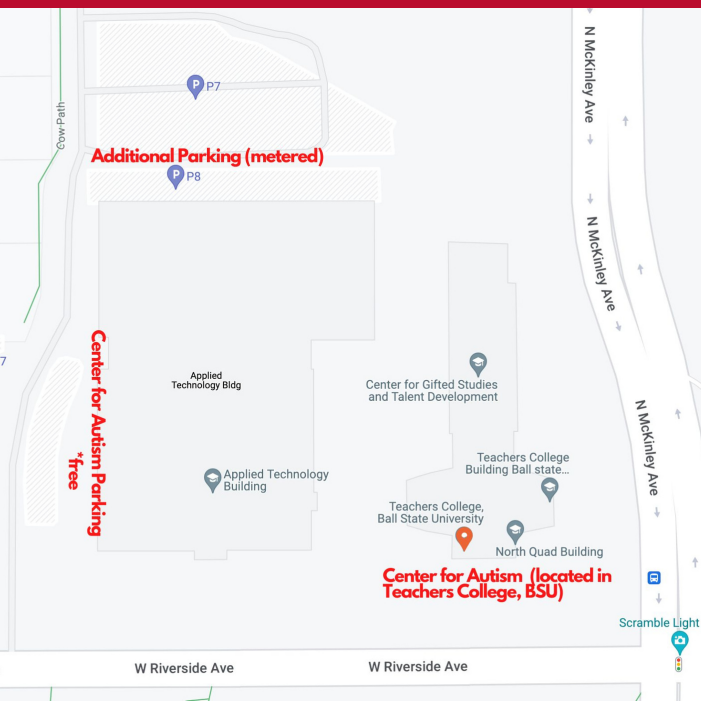 N McKinley Ave
P
P7
Cow Path
Additional Parking (metered)
P
P8
N McKinley Ave
Center for Autism Parking
*free
7
Applied
Technology Bldg
Center for Gifted Studies
and Talent Development
N McKinley Ave
Teachers College
Building Ball state...
Applied Technology
Building
Teachers College,
Ball State University
North Quad Building
Center for Autism (located in
Teachers College, BSU)
Scramble Light
W Riverside Ave
W Riverside Ave